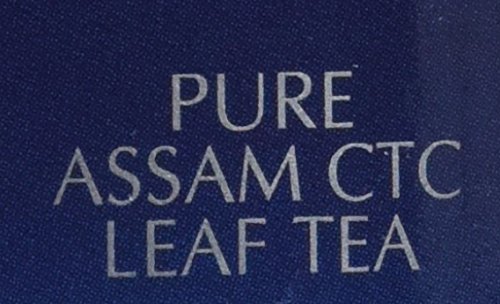 PURE
ASSAM CTC
LEAF TEA